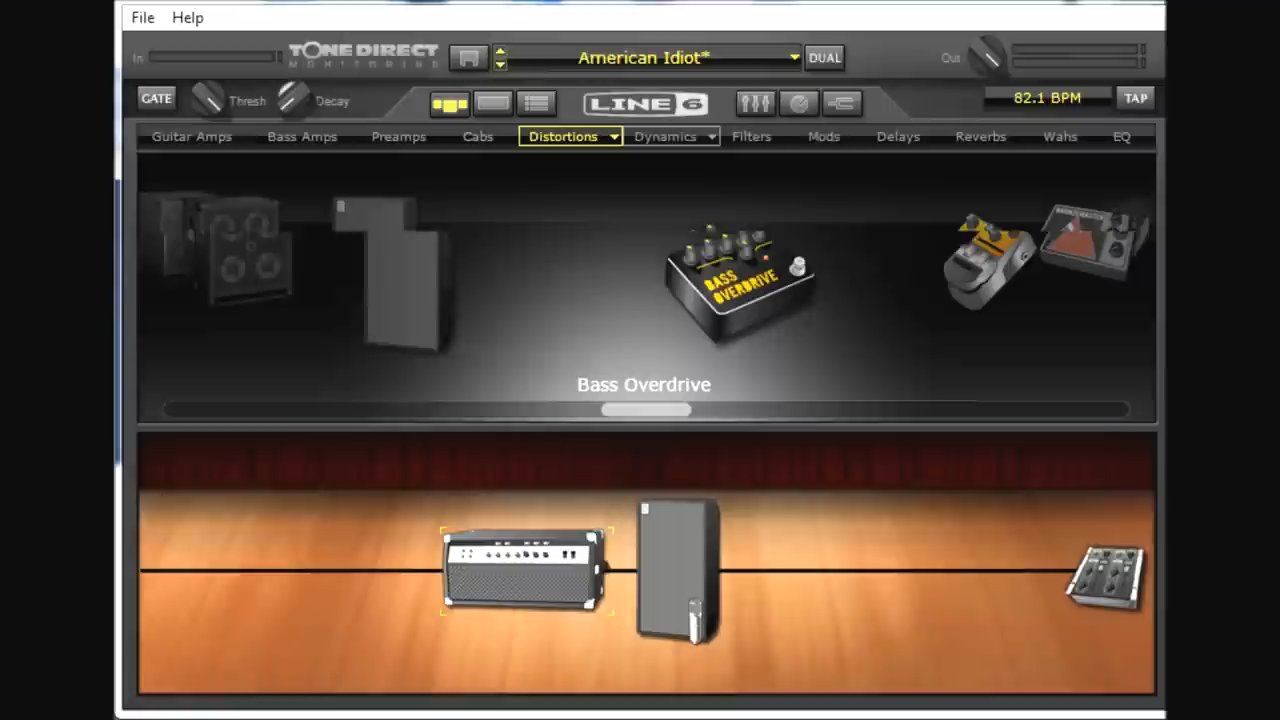 File Help
In TONE DIRECT MONITORING American Idiot* DUAL Out
GATE Thresh Decay LINE 6 82.1 BPM TAP
Guitar Amps Bass Amps Preamps Cabs Distortions Dynamics Filters Mods Delays Reverbs Wahs EQ
BASS
OVERDRIVE
Bass Overdrive